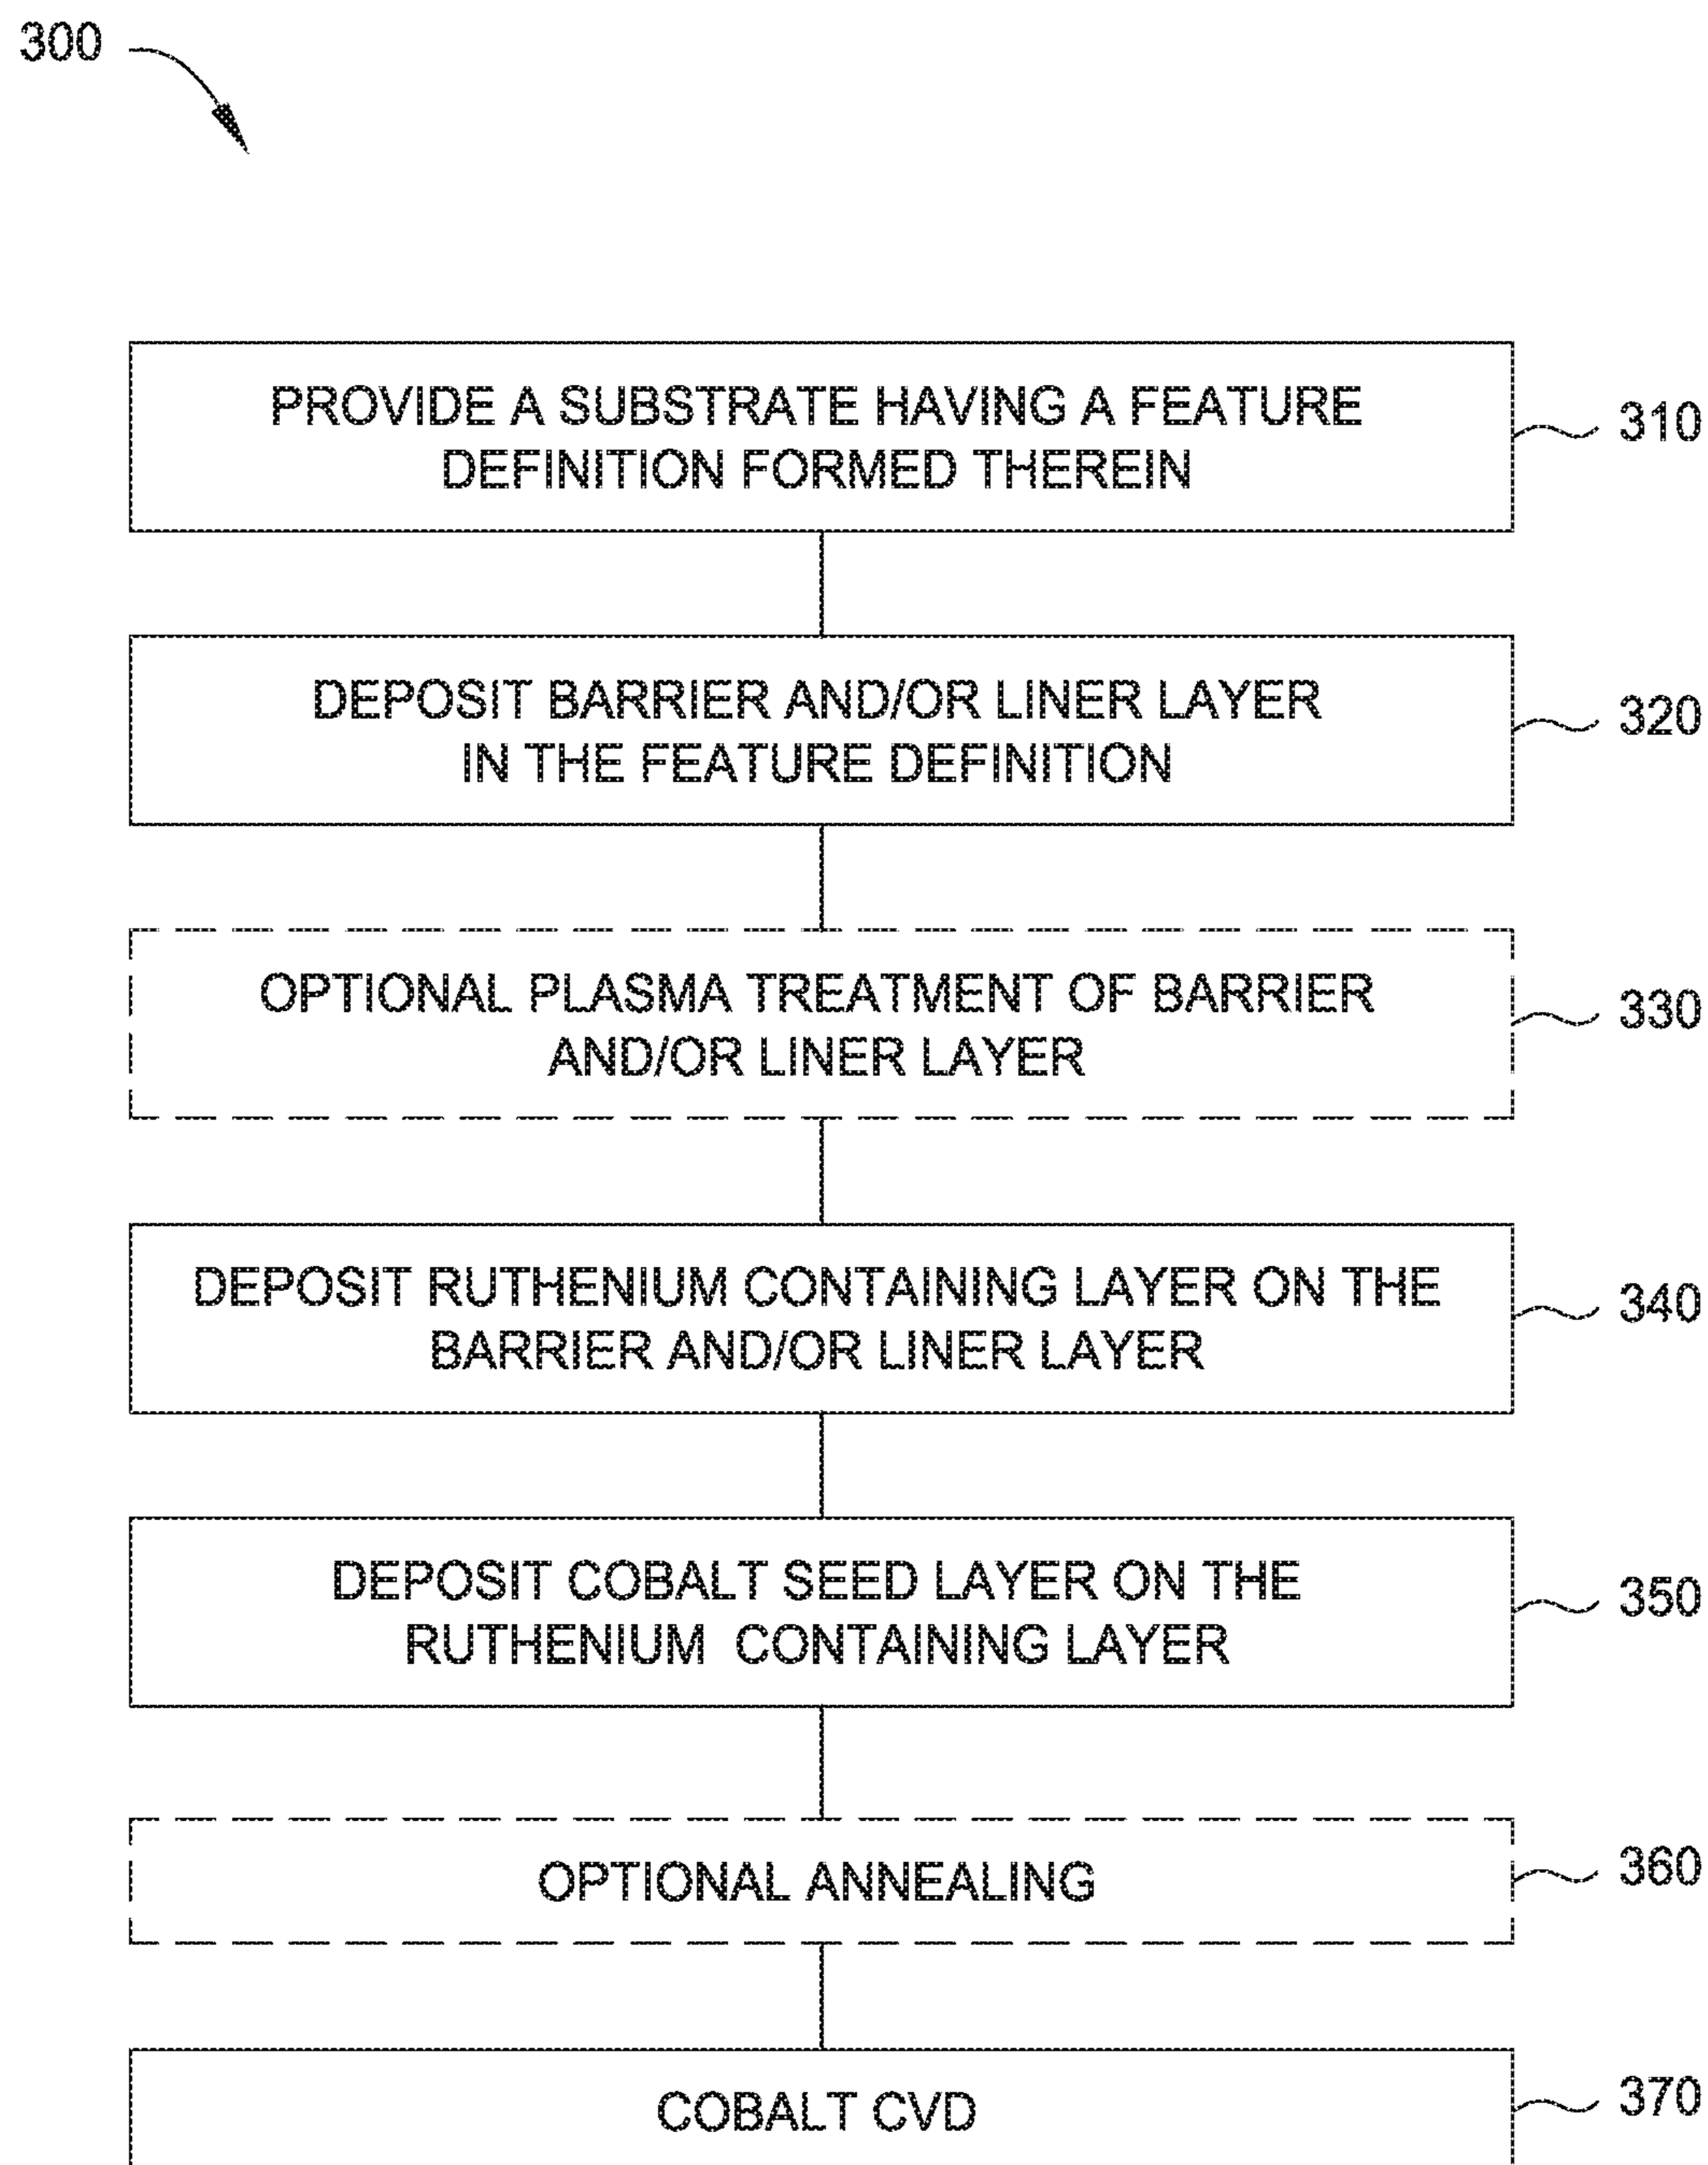 300
PROVIDE A SUBSTRATE HAVING A FEATURE
DEFINITION FORMED THEREIN
310
DEPOSIT BARRIER AND/OR LINER LAYER
IN THE FEATURE DEFINITION
320
OPTIONAL PLASMA TREATMENT OF BARRIER
AND/OR LINER LAYER
330
DEPOSIT RUTHENIUM CONTAINING LAYER ON THE
BARRIER AND/OR LINER LAYER
340
DEPOSIT COBALT SEED LAYER ON THE
RUTHENIUM CONTAINING LAYER
350
OPTIONAL ANNEALING
360
COBALT CVD
370